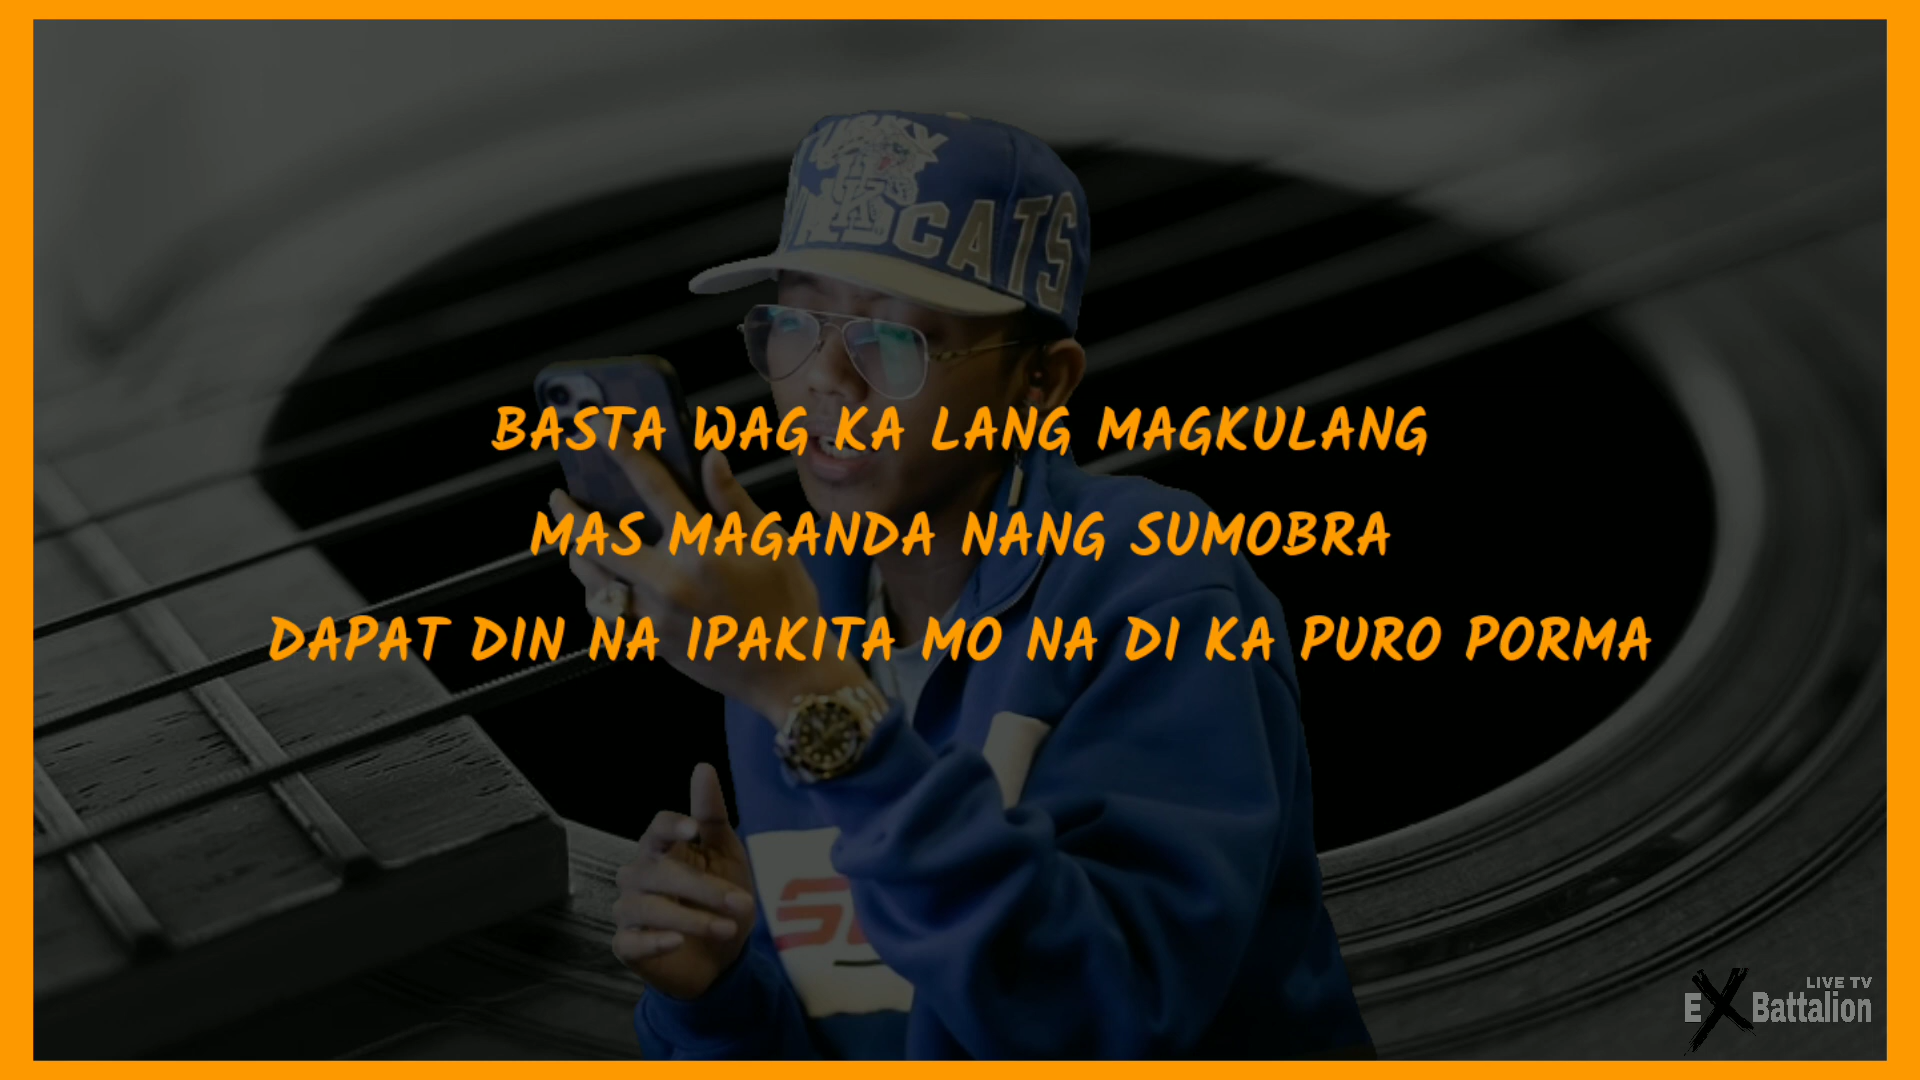 WILDCATS
BASTA WAG KA LANG MAGKULANG
MAS MAGANDA NANG SUMOBRA
DAPAT DIN NA IPAKITA MO NA DI KA PURO PORMA
LIVE TV
EX Battalion